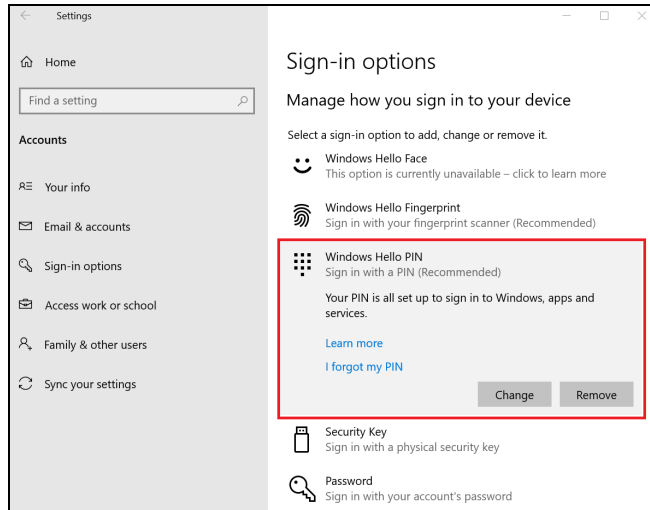 Settings
Home
Find a setting
Accounts
Your info
Email & accounts
Sign-in options
Access work or school
Family & other users
Sync your settings
Sign-in options
Manage how you sign in to your device
Select a sign-in option to add, change or remove it.
Windows Hello Face
This option is currently unavailable – click to learn more
Windows Hello Fingerprint
Sign in with your fingerprint scanner (Recommended)
Windows Hello PIN
Sign in with a PIN (Recommended)
Your PIN is all set up to sign in to Windows, apps and
services.
Learn more
I forgot my PIN
Change Remove
Security Key
Sign in with a physical security key
Password
Sign in with your account's password